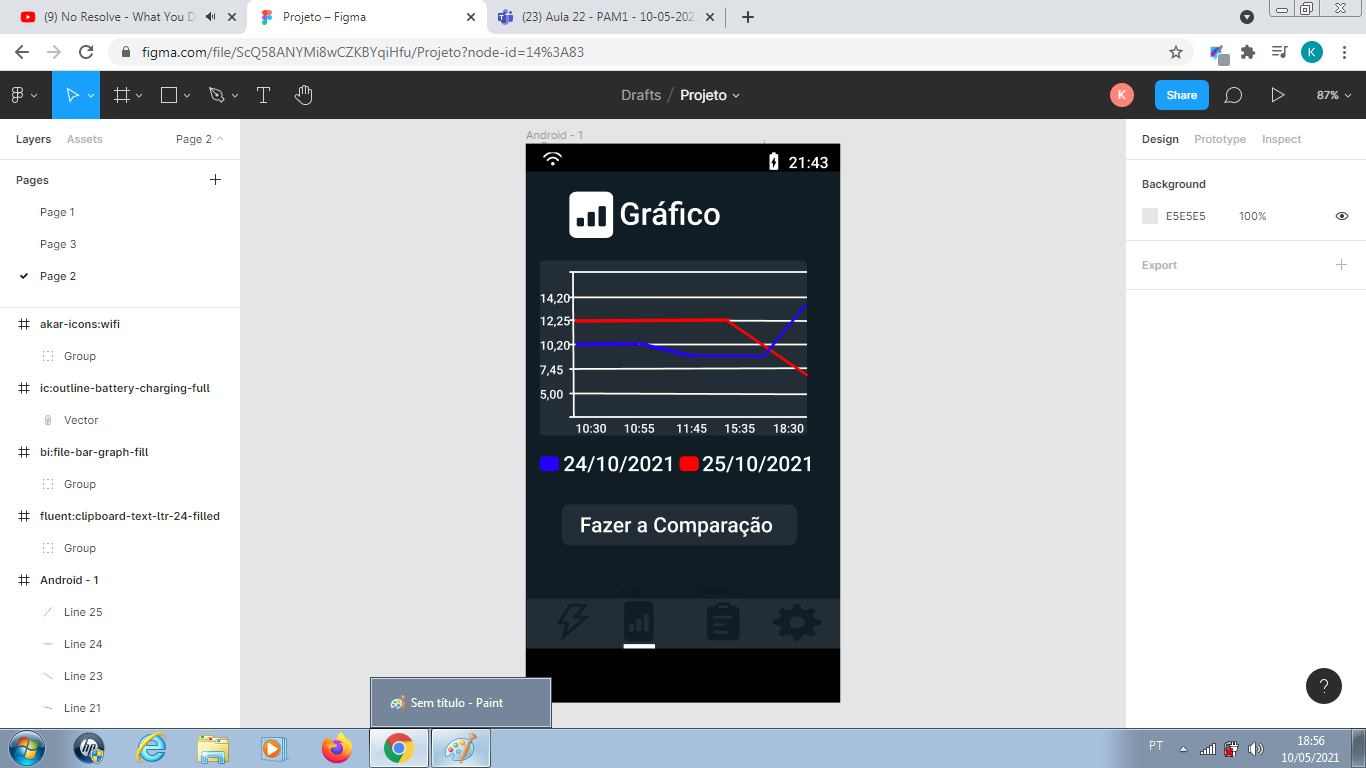 (9) No Resolve - What You D
Projeto – Figma
(23) Aula 22 - PAM1 - 10-05-202
figma.com/file/ScQ58ANYMi8wCZKBYqiHfu/Projeto?node-id=14%3A83
K
Drafts / Projeto
K
Share
87%
Layers
Assets
Page 2
Pages
Page 1
Page 3
Page 2
akar-icons:wifi
Group
ic:outline-battery-charging-full
Vector
bi:file-bar-graph-fill
Group
fluent:clipboard-text-ltr-24-filled
Group
Android - 1
Line 25
Line 24
Line 23
Line 21
Android - 1
21:43
Gráfico
14,20
12,25
10,20
7,45
5,00
10:30 10:55 11:45 15:35 18:30
24/10/2021 25/10/2021
Fazer a Comparação
Design
Prototype
Inspect
Background
E5E5E5
100%
Export
?
Sem título - Paint
hp
PT
18:56
10/05/2021